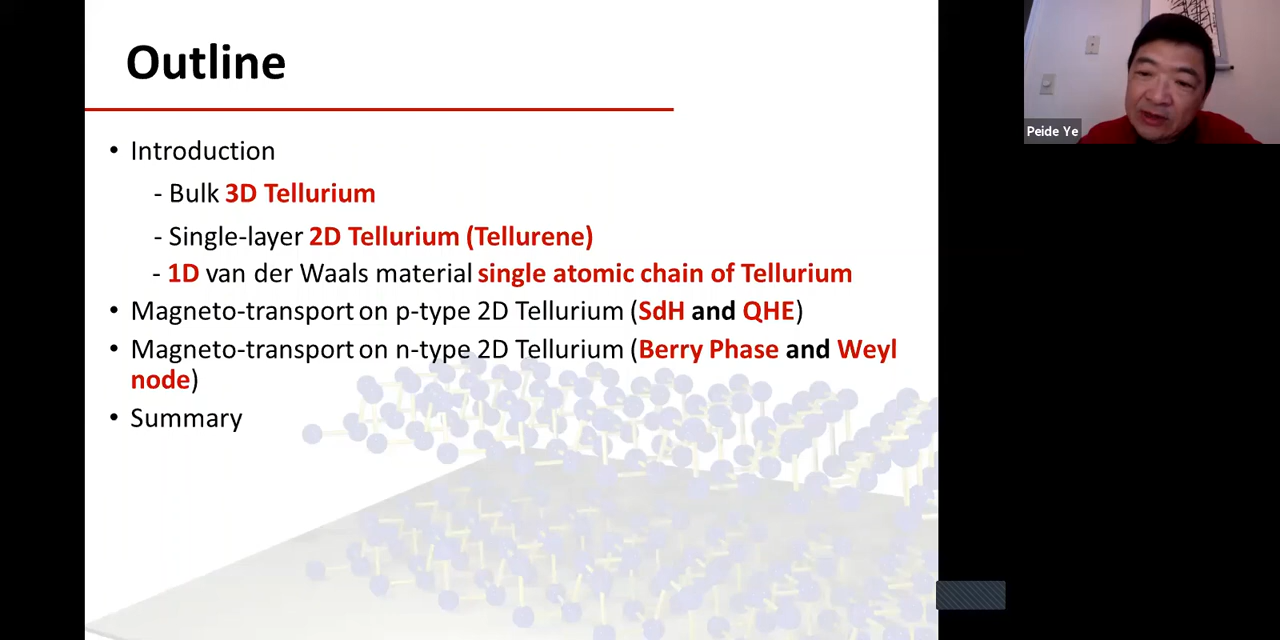 Outline
• Introduction
- Bulk 3D Tellurium
- Single-layer 2D Tellurium (Tellurene)
- 1D van der Waals material single atomic chain of Tellurium
• Magneto-transport on p-type 2D Tellurium (SdH and QHE)
• Magneto-transport on n-type 2D Tellurium (Berry Phase and Weyl
node)
• Summary
Peide Ye